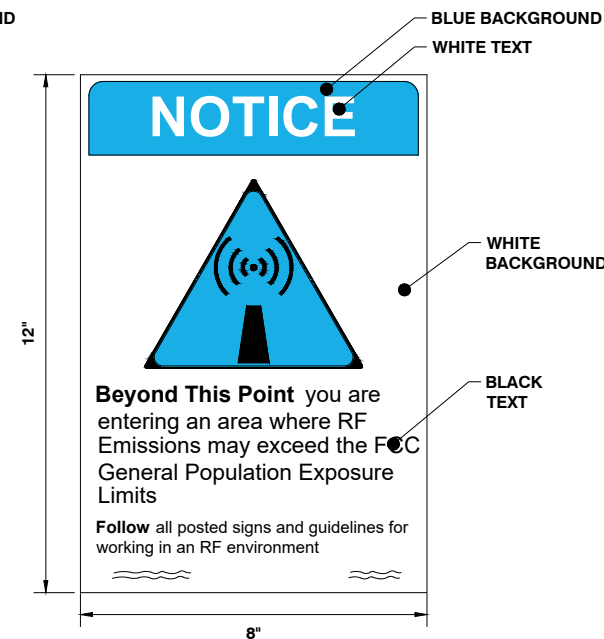 ND
BLUE BACKGROUND
WHITE TEXT
NOTICE
WHITE
BACKGROUND
12"
BLACK
TEXT
Beyond This Point you are
entering an area where RF
Emissions may exceed the FCC
General Population Exposure
Limits
Follow all posted signs and guidelines for
working in an RF environment
8"